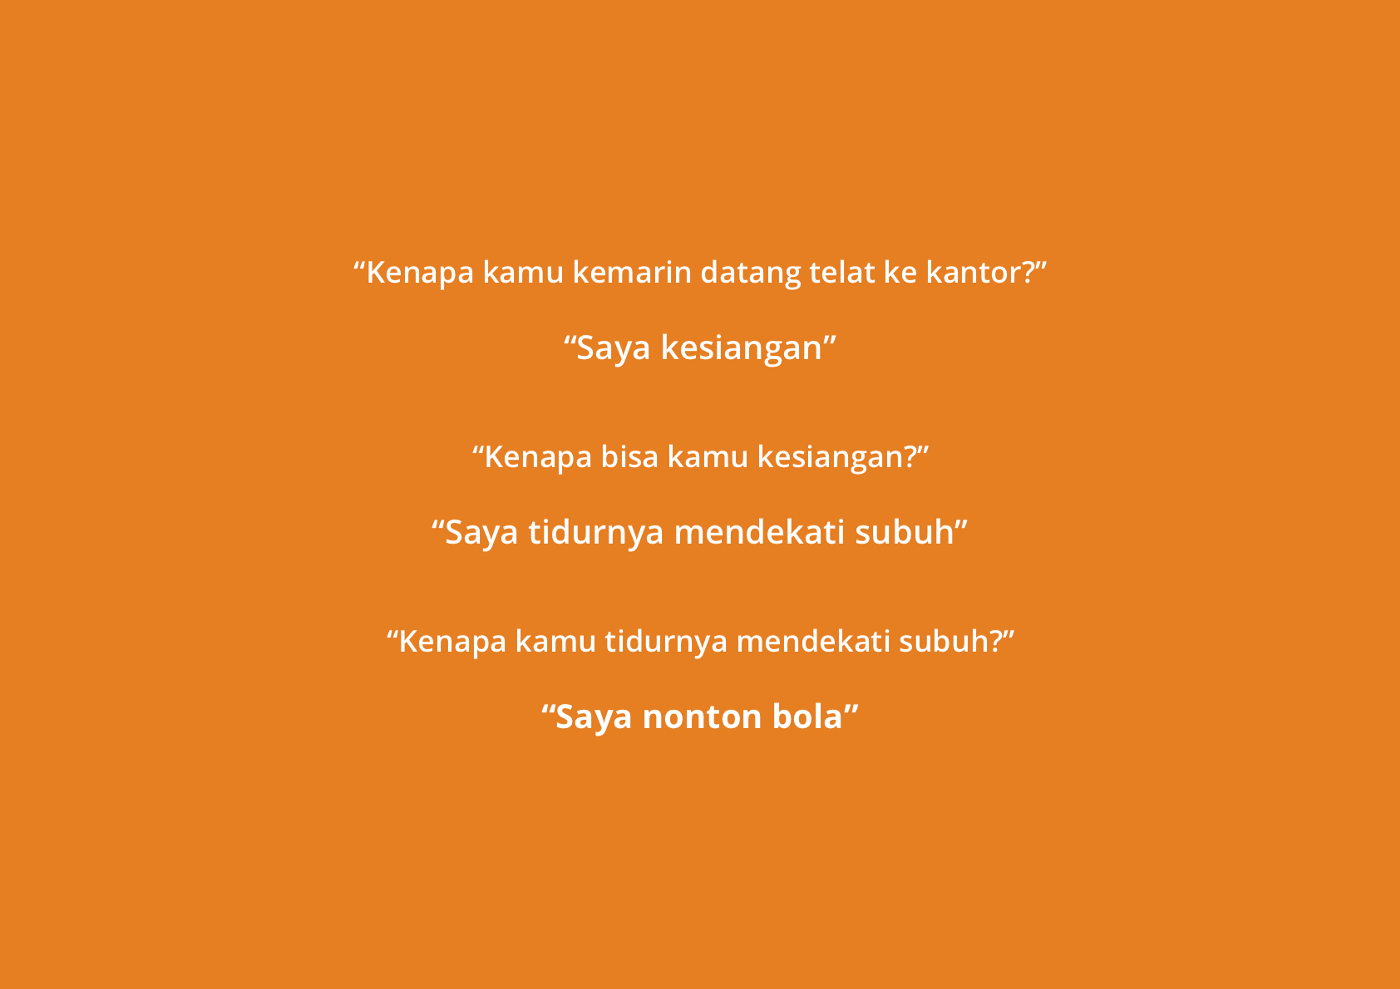 “Kenapa kamu kemarin datang telat ke kantor?”
“Saya kesiangan”
“Kenapa bisa kamu kesiangan?”
“Saya tidurnya mendekati subuh”
“Kenapa kamu tidurnya mendekati subuh?”
“Saya nonton bola”